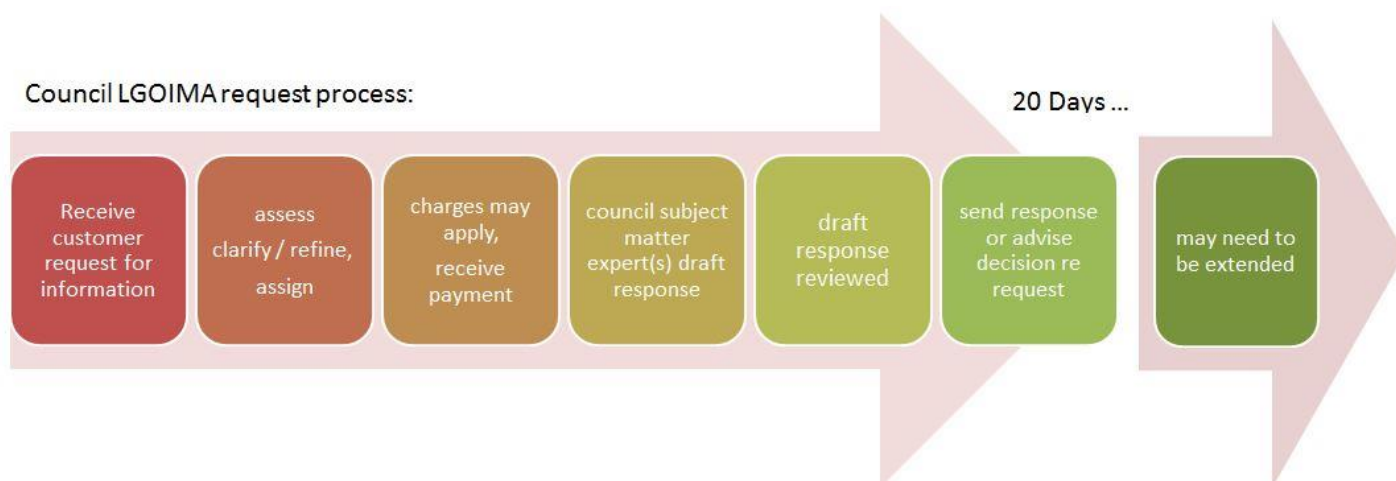 Council LGOIMA request process:
20 Days ...
Receive
customer
request for
information
assess
clarify / refine,
assign
charges may
apply,
receive
payment
council subject
matter
expert(s) draft
response
draft
response
reviewed
send response
or advise
decision re
request
may need to
be extended